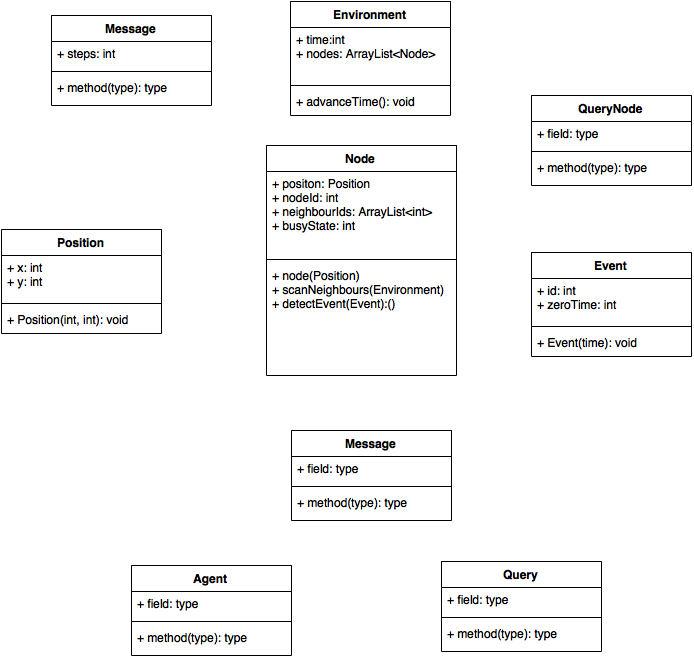 Message
+ steps: int
+ method(type): type
Environment
+ time:int
+ nodes: ArrayList<Node>
+ advanceTime(): void
QueryNode
+ field: type
+ method(type): type
Node
+ positon: Position
+ nodeId: int
+ neighbourIds: ArrayList<int>
+ busyState: int
+ node(Position)
+ scanNeighbours(Environment)
+ detectEvent(Event):()
Position
+ x: int
+ y: int
+ Position(int, int): void
Event
+ id: int
+ zeroTime: int
+ Event(time): void
Message
+ field: type
+ method(type): type
Agent
+ field: type
+ method(type): type
Query
+ field: type
+ method(type): type